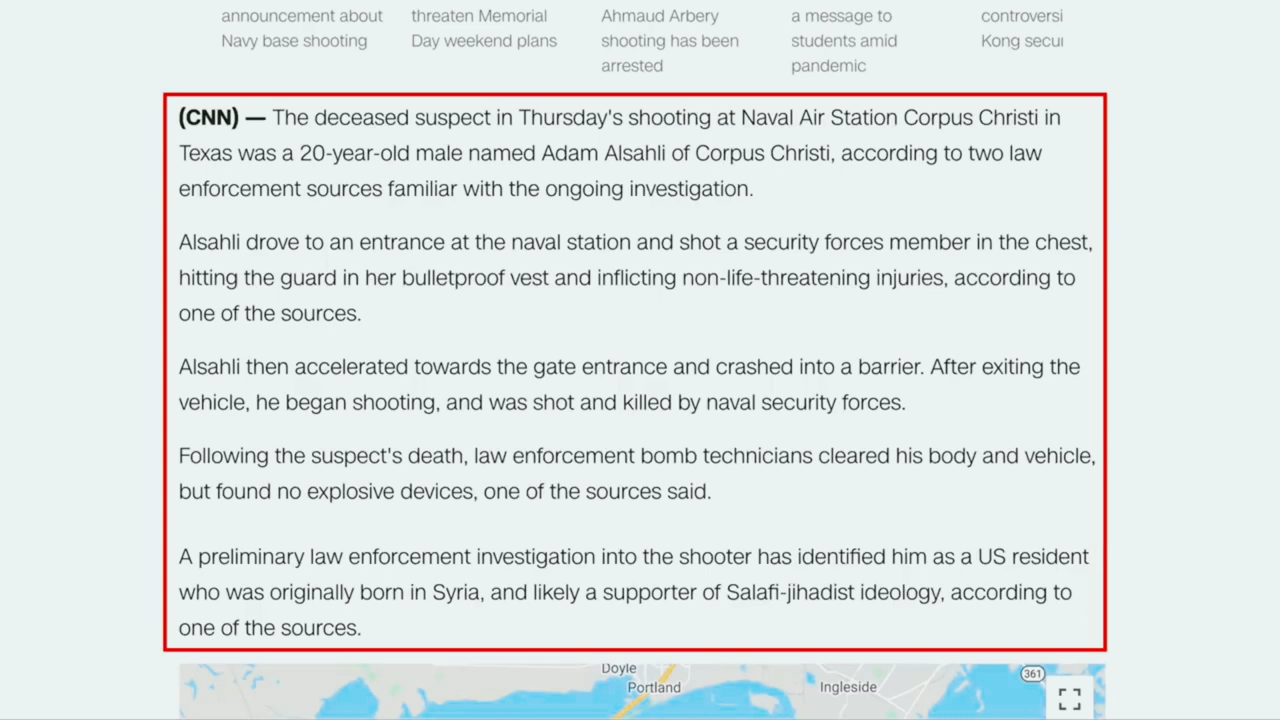 announcement about
Navy base shooting
threaten Memorial
Day weekend plans
Ahmaud Arbery
shooting has been
arrested
a message to
students amid
pandemic
controversi
Kong secur
(CNN) — The deceased suspect in Thursday's shooting at Naval Air Station Corpus Christi in
Texas was a 20-year-old male named Adam Alsahli of Corpus Christi, according to two law
enforcement sources familiar with the ongoing investigation.
Alsahli drove to an entrance at the naval station and shot a security forces member in the chest,
hitting the guard in her bulletproof vest and inflicting non-life-threatening injuries, according to
one of the sources.
Alsahli then accelerated towards the gate entrance and crashed into a barrier. After exiting the
vehicle, he began shooting, and was shot and killed by naval security forces.
Following the suspect's death, law enforcement bomb technicians cleared his body and vehicle,
but found no explosive devices, one of the sources said.
A preliminary law enforcement investigation into the shooter has identified him as a US resident
who was originally born in Syria, and likely a supporter of Salafi-jihadist ideology, according to
one of the sources.
Doyle
Portland
Ingleside
361